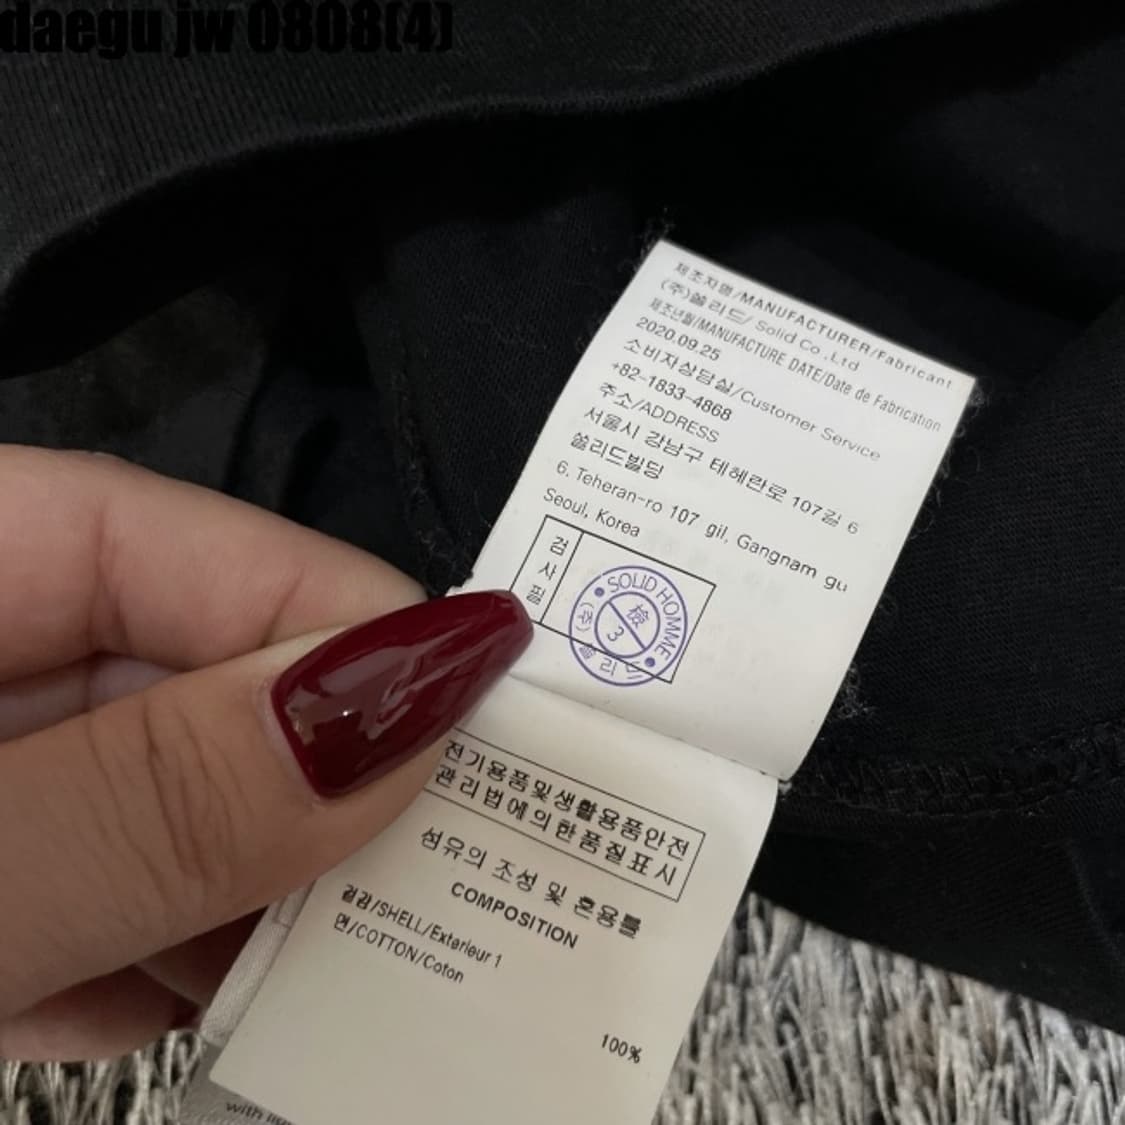 daegu jw 0808(4)
제조자명/MANUFACTURER/Fabricant
(주)쏠리드/ Solid Co.,Ltd
제조년월/MANUFACTURE DATE/Date de Fabrication
2020.09.25
소비자상담실/Customer Service
+82-1833-4868
주소/ADDRESS
서울시 강남구 테헤란로 107길 6
쏠리드빌딩
6. Teheran-ro 107 gil, Gangnam gu
Seoul, Korea
검사필
SOLID HOMME
檢
3
(주)쏠리드
전기용품및생활용품안전
관리법에의한품질표시
섬유의 조성 및 혼용률
COMPOSITION
겉감/SHELL/Exterieur 1
면/COTTON/Coton
100%
with